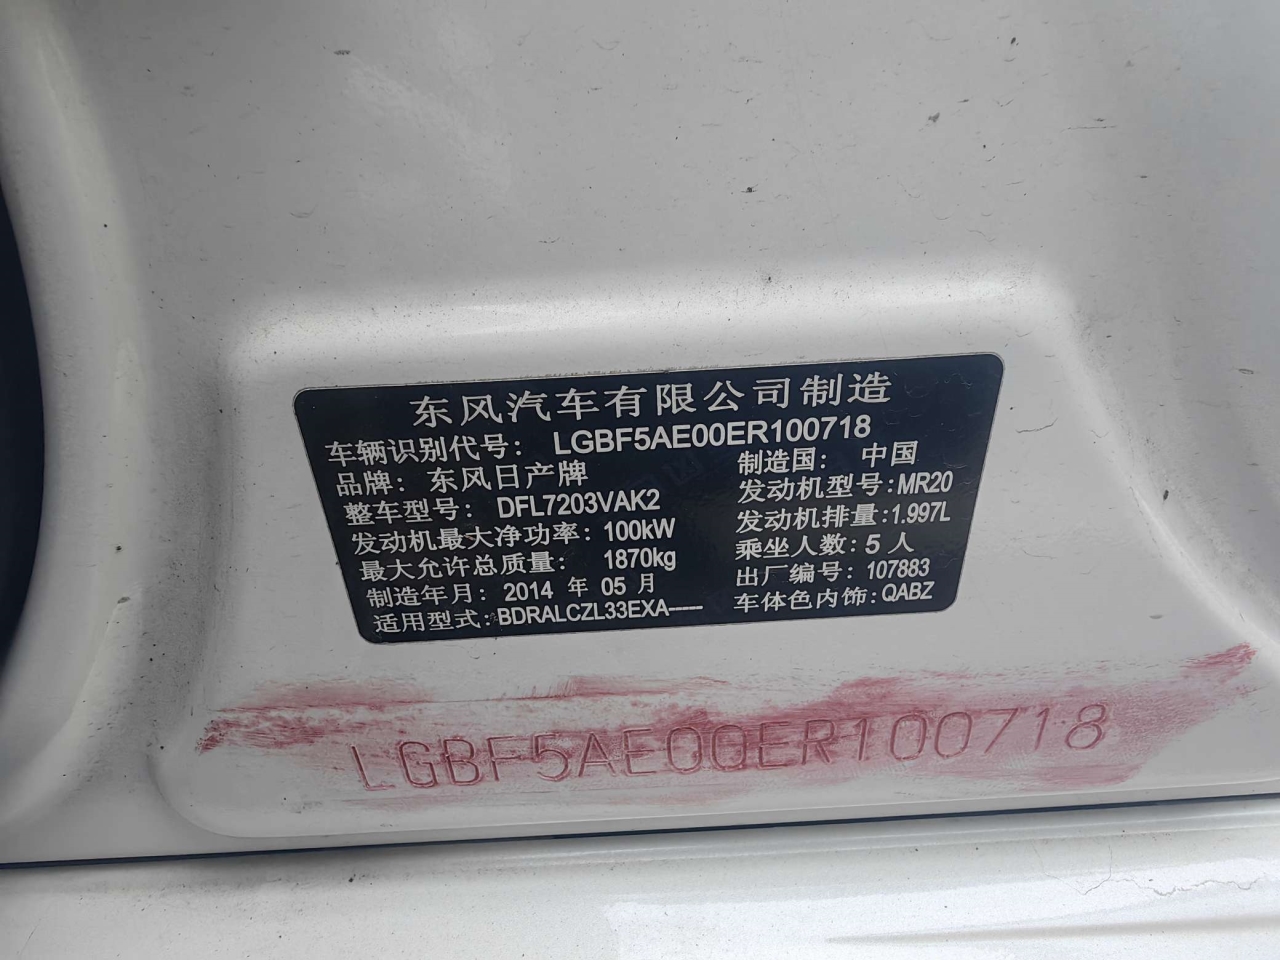 东风汽车有限公司制造
车辆识别代号： LGBF5AE00ER100718
品牌：东风日产牌 制造国： 中国
整车型号： DFL7203VAK2 发动机型号:MR20
发动机最大净功率：100kW 发动机排量:1.997L
最大允许总质量： 1870kg 乘坐人数:5 人
制造年月：2014 年 05 月 出厂编号：107883
适用型式:BDRALCZL33EXA----- 车体色内饰:QABZ
LGBF5AE00ER100718